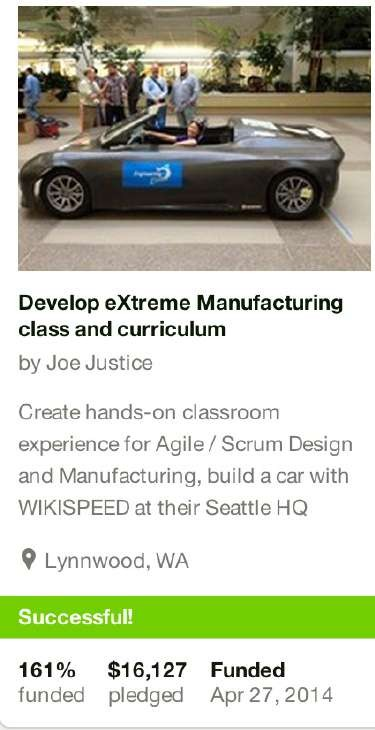 Develop eXtreme Manufacturing
class and curriculum
by Joe Justice
Create hands-on classroom
experience for Agile / Scrum Design
and Manufacturing, build a car with
WIKISPEED at their Seattle HQ
Lynnwood, WA
Successful!
161% $16,127 Funded
funded pledged Apr 27, 2014